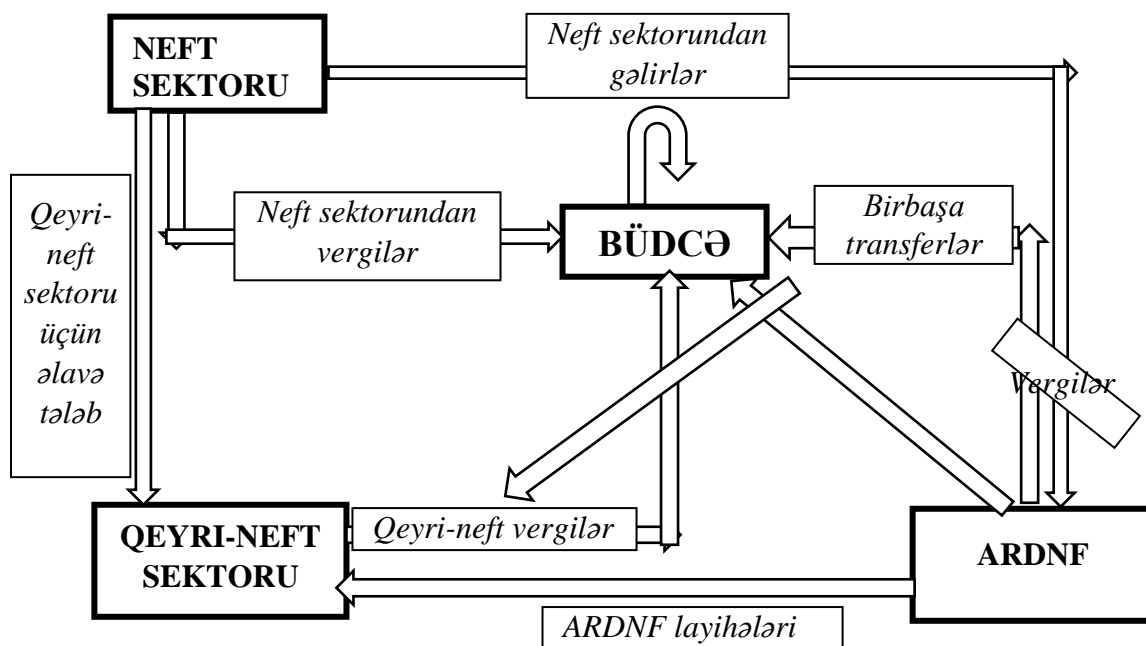 NEFT
SEKTORU
Neft sektorundan
gəlirlər
Qeyri-
neft
sektoru
üçün
əlavə
tələb
Neft sektorundan
vergilər
BÜDCƏ
Birbaşa
transferlər
Vergilər
QEYRI-NEFT
SEKTORU
Qeyri-neft vergilər
ARDNF
ARDNF layihələri